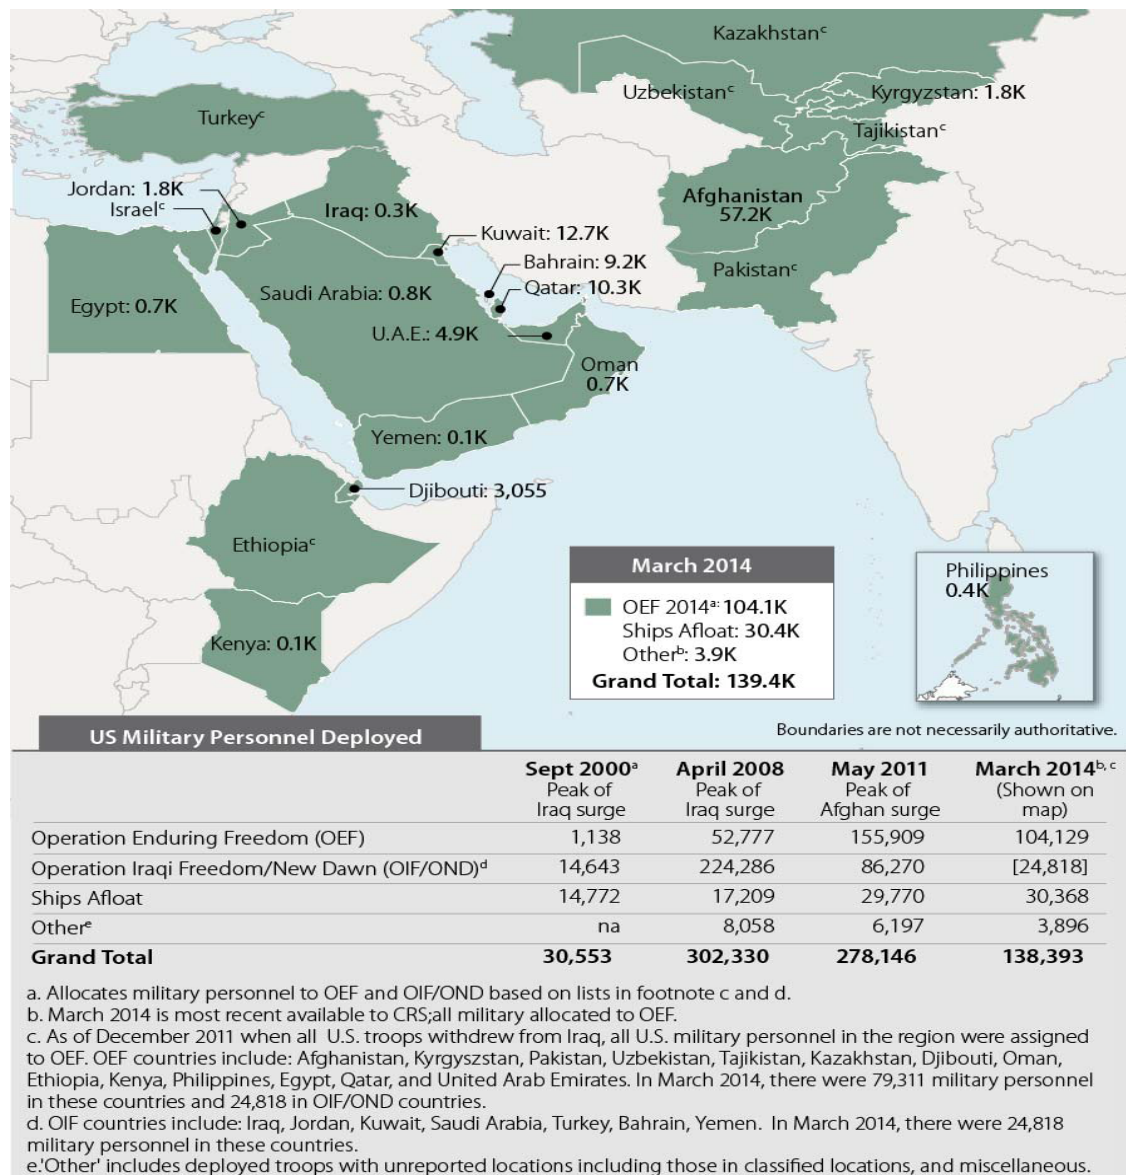 Kazakhstanᶜ
Uzbekistanᶜ
Kyrgyzstan: 1.8K
Turkeyᶜ
Tajikistanᶜ
Jordan: 1.8K
Israelᶜ
Iraq: 0.3K
Afghanistan
57.2K
Kuwait: 12.7K
Bahrain: 9.2K
Qatar: 10.3K
Pakistanᶜ
Egypt: 0.7K
Saudi Arabia: 0.8K
U.A.E.: 4.9K
Oman
0.7K
Yemen: 0.1K
Djibouti: 3,055
Ethiopiaᶜ
Kenya: 0.1K
March 2014
OEF 2014ᵃ: 104.1K
Ships Afloat: 30.4K
Otherᵇ: 3.9K
Grand Total: 139.4K
Philippines
0.4K
Boundaries are not necessarily authoritative.
US Military Personnel Deployed
Sept 2000ᵃ April 2008 May 2011 March 2014ᵇ, ᶜ
Peak of Peak of Peak of (Shown on
Iraq surge Iraq surge Afghan surge map)
Operation Enduring Freedom (OEF) 1,138 52,777 155,909 104,129
Operation Iraqi Freedom/New Dawn (OIF/OND)ᵈ 14,643 224,286 86,270 [24,818]
Ships Afloat 14,772 17,209 29,770 30,368
Otherᵉ na 8,058 6,197 3,896
Grand Total 30,553 302,330 278,146 138,393
a. Allocates military personnel to OEF and OIF/OND based on lists in footnote c and d.
b. March 2014 is most recent available to CRS;all military allocated to OEF.
c. As of December 2011 when all U.S. troops withdrew from Iraq, all U.S. military personnel in the region were assigned
to OEF. OEF countries include: Afghanistan, Kyrgyszstan, Pakistan, Uzbekistan, Tajikistan, Kazakhstan, Djibouti, Oman,
Ethiopia, Kenya, Philippines, Egypt, Qatar, and United Arab Emirates. In March 2014, there were 79,311 military personnel
in these countries and 24,818 in OIF/OND countries.
d. OIF countries include: Iraq, Jordan, Kuwait, Saudi Arabia, Turkey, Bahrain, Yemen. In March 2014, there were 24,818
military personnel in these countries.
e.'Other' includes deployed troops with unreported locations including those in classified locations, and miscellaneous.